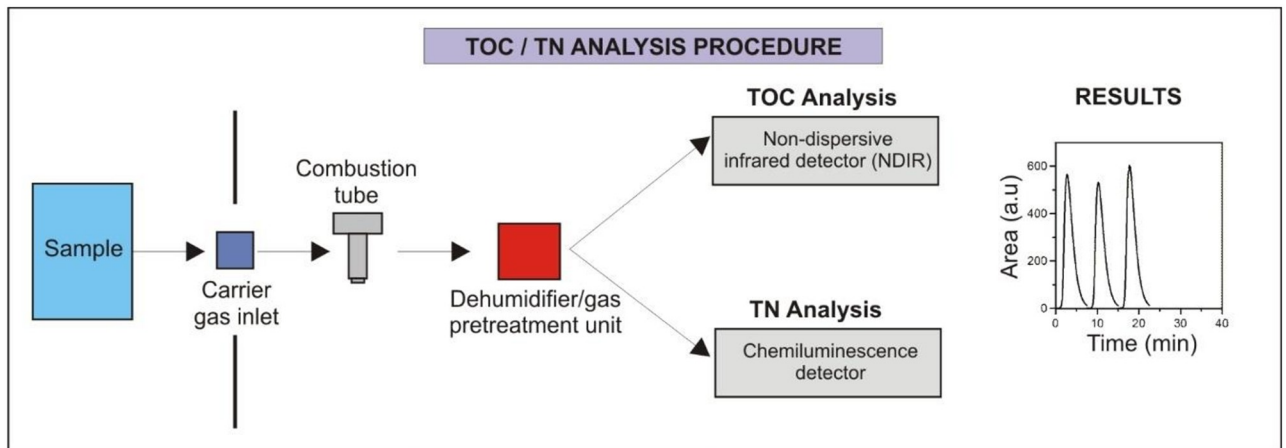 TOC / TN ANALYSIS PROCEDURE
Sample
Carrier
gas inlet
Combustion
tube
Dehumidifier/gas
pretreatment unit
TOC Analysis
Non-dispersive
infrared detector (NDIR)
TN Analysis
Chemiluminescence
detector
RESULTS
Area (a.u)
600
400
200
0
0 10 20 30 40
Time (min)